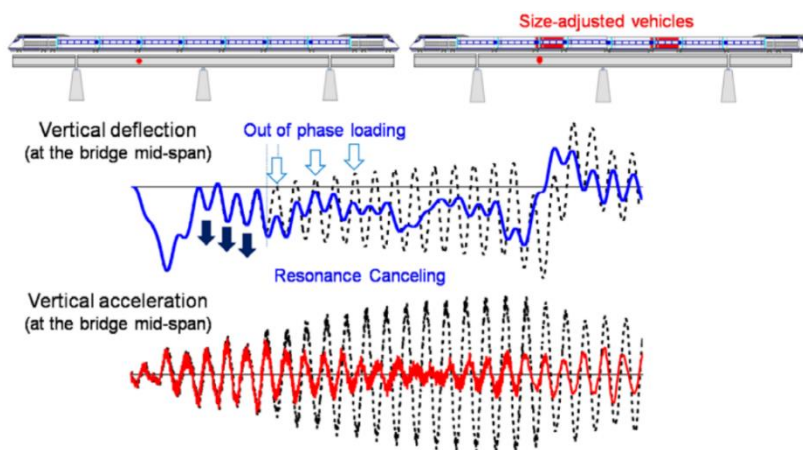 Size-adjusted vehicles
Vertical deflection
(at the bridge mid-span)
Out of phase loading
Resonance Canceling
Vertical acceleration
(at the bridge mid-span)